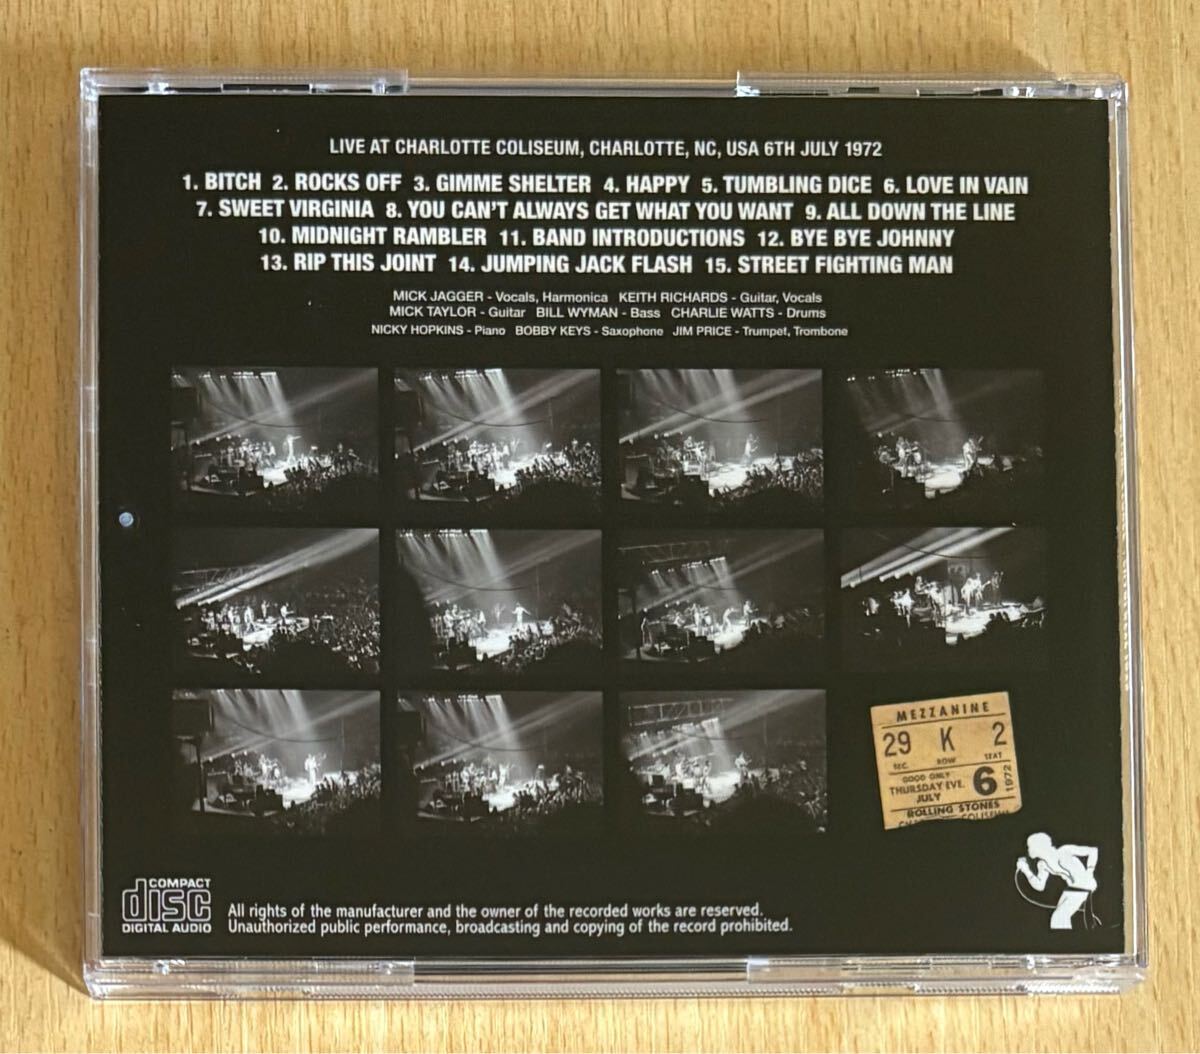 LIVE AT CHARLOTTE COLISEUM, CHARLOTTE, NC, USA 6TH JULY 1972
1. BITCH 2. ROCKS OFF 3. GIMME SHELTER 4. HAPPY 5. TUMBLING DICE 6. LOVE IN VAIN
7. SWEET VIRGINIA 8. YOU CAN'T ALWAYS GET WHAT YOU WANT 9. ALL DOWN THE LINE
10. MIDNIGHT RAMBLER 11. BAND INTRODUCTIONS 12. BYE BYE JOHNNY
13. RIP THIS JOINT 14. JUMPING JACK FLASH 15. STREET FIGHTING MAN
MICK JAGGER - Vocals, Harmonica KEITH RICHARDS - Guitar, Vocals
MICK TAYLOR - Guitar BILL WYMAN - Bass CHARLIE WATTS - Drums
NICKY HOPKINS - Piano BOBBY KEYS - Saxophone JIM PRICE - Trumpet, Trombone
MEZZANINE
29 K 2
SEC. ROW SEAT
GOOD ONLY
THURSDAY EVE.
JULY 6 1972
ROLLING STONES
COLISEUM
COMPACT
disc
DIGITAL AUDIO
All rights of the manufacturer and the owner of the recorded works are reserved.
Unauthorized public performance, broadcasting and copying of the record prohibited.